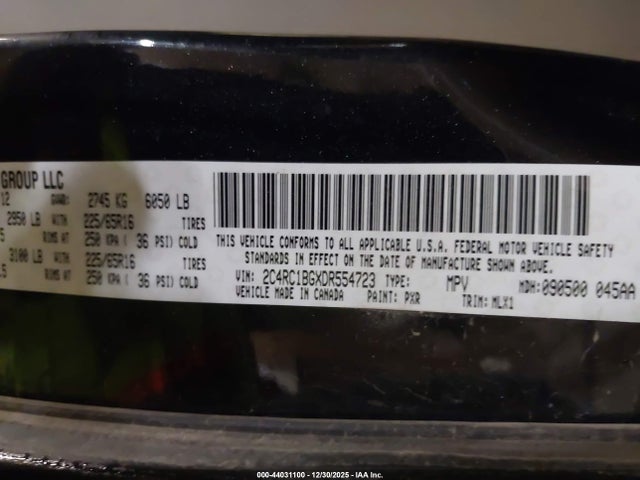 GROUP LLC
12 GVWR: 2745 KG 6050 LB
2950 LB WITH 225/65R16 TIRES
RIMS AT 250 KPA ( 36 PSI) COLD
3100 LB WITH 225/65R16 TIRES
RIMS AT 250 KPA ( 36 PSI) COLD
THIS VEHICLE CONFORMS TO ALL APPLICABLE U.S.A. FEDERAL MOTOR VEHICLE SAFETY
STANDARDS IN EFFECT ON THE DATE OF MANUFACTURE SHOWN ABOVE.
VIN: 2C4RC1BGXDR554723 TYPE: MPV MDH: 090500 045AA
VEHICLE MADE IN CANADA PAINT: PXR TRIM: MLX1
000-44031100 - 12/30/2025 - IAA Inc.